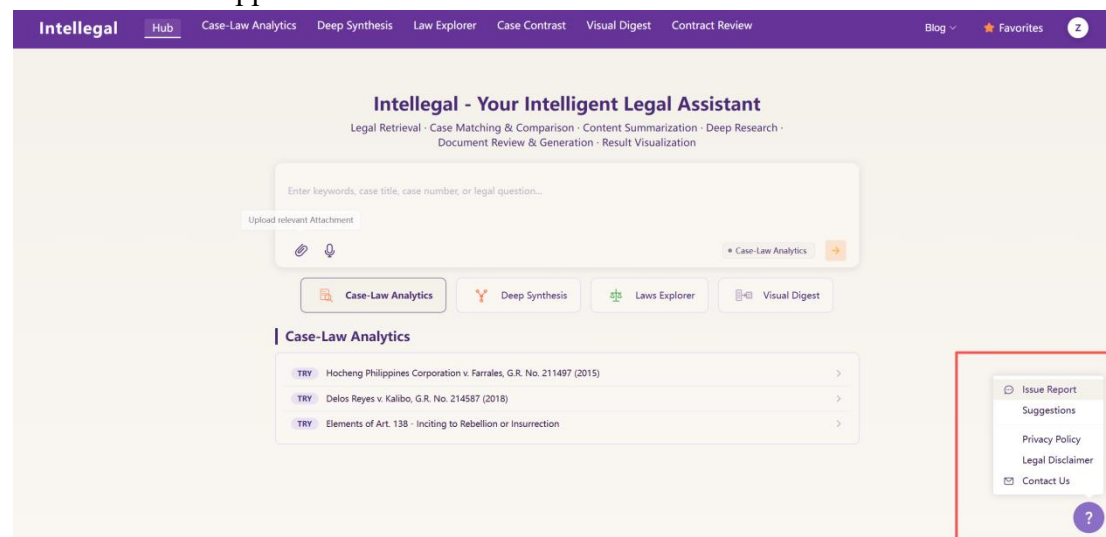 Intellegal Hub Case-Law Analytics Deep Synthesis Law Explorer Case Contrast Visual Digest Contract Review Blog Favorites Z
Intellegal - Your Intelligent Legal Assistant
Legal Retrieval · Case Matching & Comparison · Content Summarization · Deep Research ·
Document Review & Generation · Result Visualization
Enter keywords, case title, case number, or legal question...
Upload relevant Attachment
Case-Law Analytics
Case-Law Analytics Deep Synthesis Laws Explorer Visual Digest
Case-Law Analytics
TRY Hocheng Philippines Corporation v. Farrales, G.R. No. 211497 (2015)
TRY Delos Reyes v. Kalibo, G.R. No. 214587 (2018)
TRY Elements of Art. 138 - Inciting to Rebellion or Insurrection
Issue Report
Suggestions
Privacy Policy
Legal Disclaimer
Contact Us
?